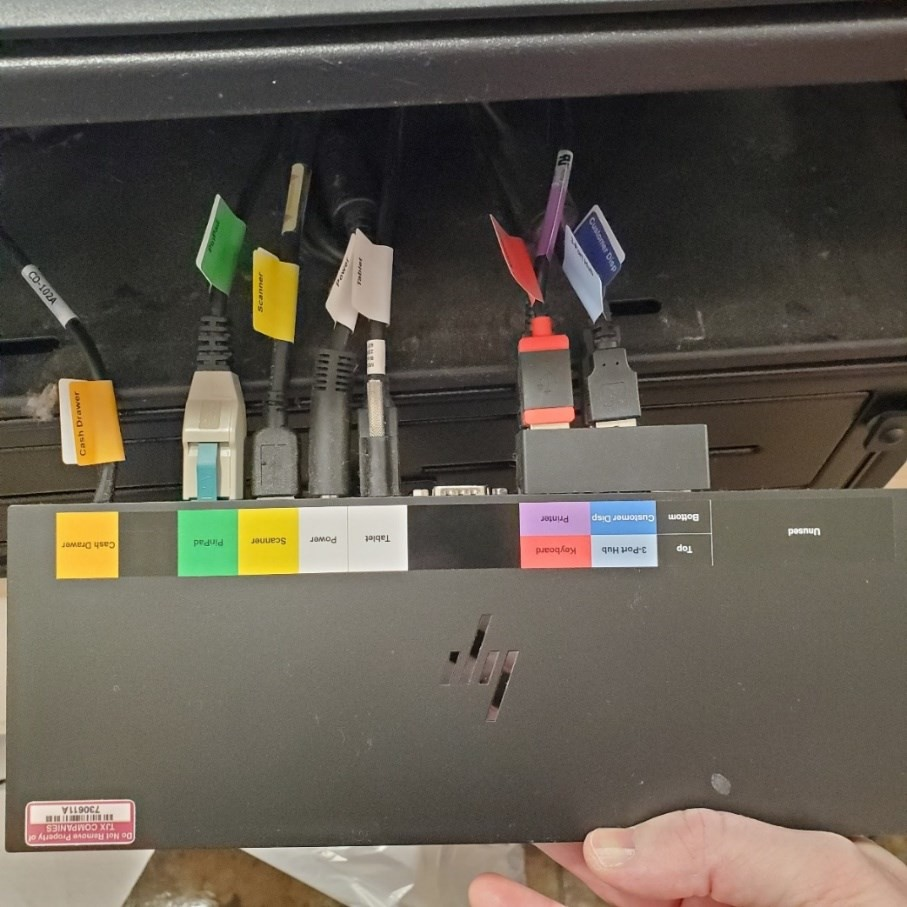 PinPad
Customer Disp
Scanner
Power
Tablet
CD-102A
Cash Drawer
Cash Drawer
PinPad
Scanner
Power
Tablet
Printer
Customer Disp
Bottom
Unused
Keyboard
3-Port Hub
Top
hp
Do Not Remove Property of
TJX COMPANIES
730611A